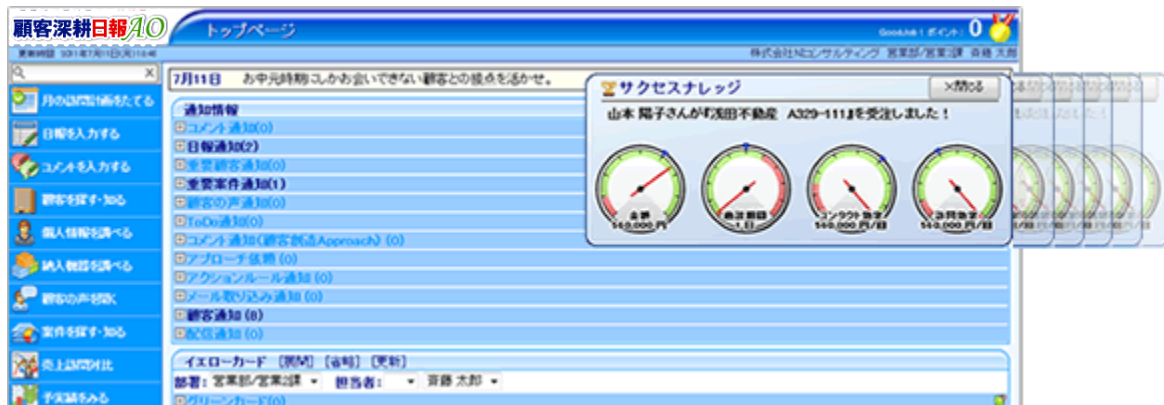 顧客深耕日報AO
トップページ
GoodJob！ポイント: 0
株式会社NIコンサルティング 営業部/営業2課 斉藤 太郎
×
7月11日 お中元時期にしかお会いできない顧客との接点を活かせ。
サクセスナレッジ
×閉じる
山本 陽子さんが『浅田不動産 A329-111』を受注しました！
金額
140,000 円
商談期間
1 日
コンタクト効率
140,000 円/回
訪問効率
140,000 円/回
通知情報
コメント通知(0)
日報通知(2)
重要顧客通知(0)
重要案件通知(1)
顧客の声通知(0)
ToDo通知(0)
コメント通知(顧客創造Approach) (0)
アプローチ依頼 (0)
アクションルール通知 (0)
メール取り込み通知 (0)
顧客通知 (8)
配信通知 (0)
月の訪問計画をたてる
日報を入力する
コメントを入力する
顧客を探す・知る
個人情報を調べる
納入機器を調べる
顧客の声を聴く
案件を探す・知る
売上訪問対比
予実績をみる
イエローカード [展開] [省略] [更新]
部署: 営業部/営業2課 担当者: 斉藤 太郎
グリーンカード(0)